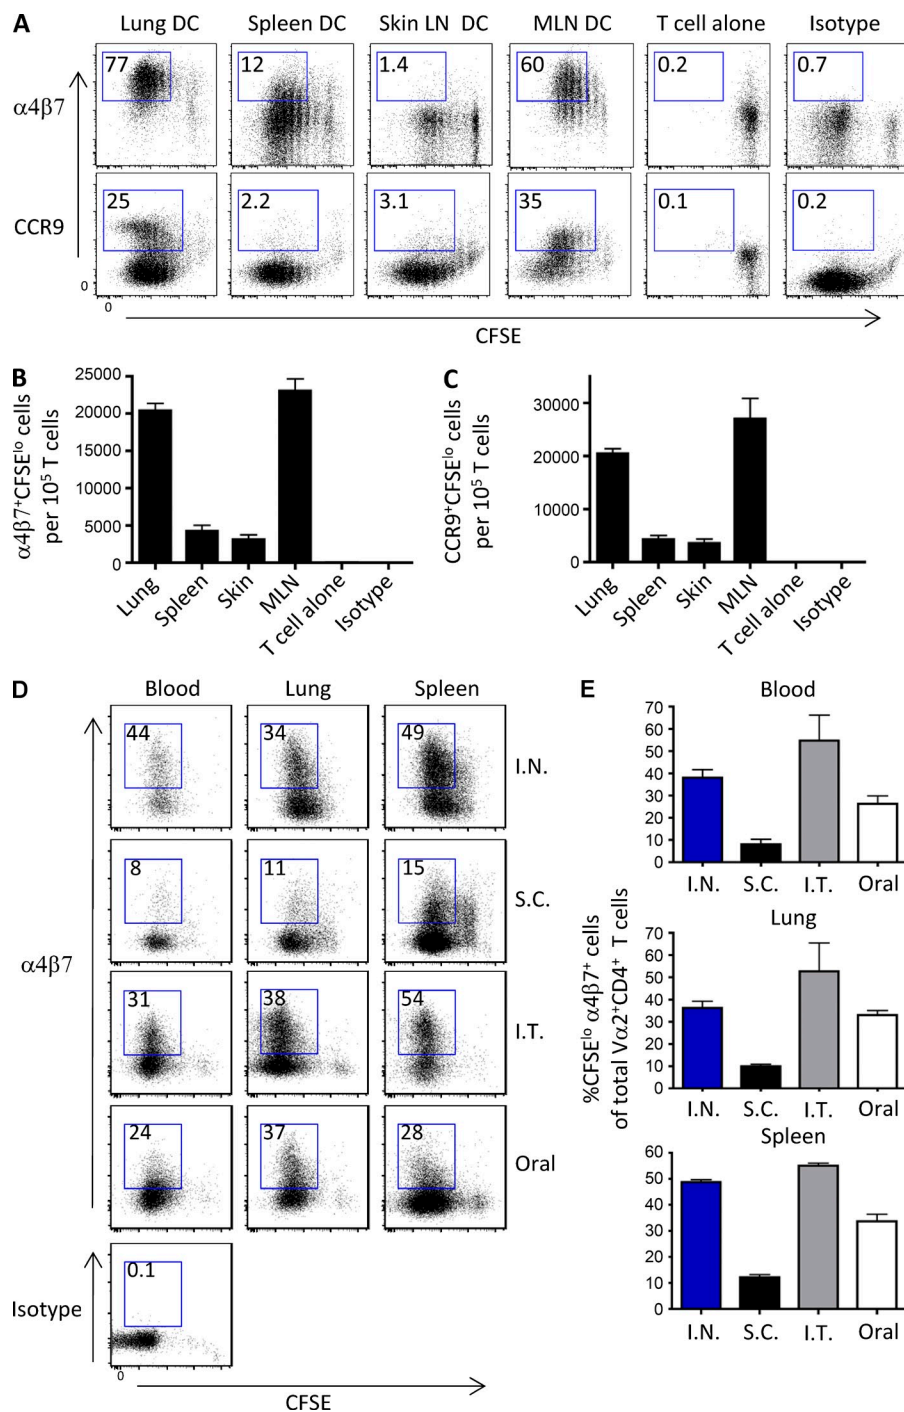 A
Lung DC Spleen DC Skin LN DC MLN DC T cell alone Isotype
α4β7
77 12 1.4 60 0.2 0.7
CCR9
25 2.2 3.1 35 0.1 0.2
0
0
CFSE
B
α4β7⁺CFSEˡᵒ cells
per 10⁵ T cells
25000
20000
15000
10000
5000
0
Lung Spleen Skin MLN T cell alone Isotype
C
CCR9⁺CFSEˡᵒ cells
per 10⁵ T cells
30000
20000
10000
0
Lung Spleen Skin MLN T cell alone Isotype
D
Blood Lung Spleen
44 34 49 I.N.
8 11 15 S.C.
α4β7
31 38 54 I.T.
24 37 28 Oral
Isotype
0.1
0
CFSE
E
%CFSEˡᵒ α4β7⁺ cells
of total Vα2⁺CD4⁺ T cells
Blood
70
60
50
40
30
20
10
0
I.N. S.C. I.T. Oral
Lung
70
60
50
40
30
20
10
0
I.N. S.C. I.T. Oral
Spleen
60
50
40
30
20
10
0
I.N. S.C. I.T. Oral